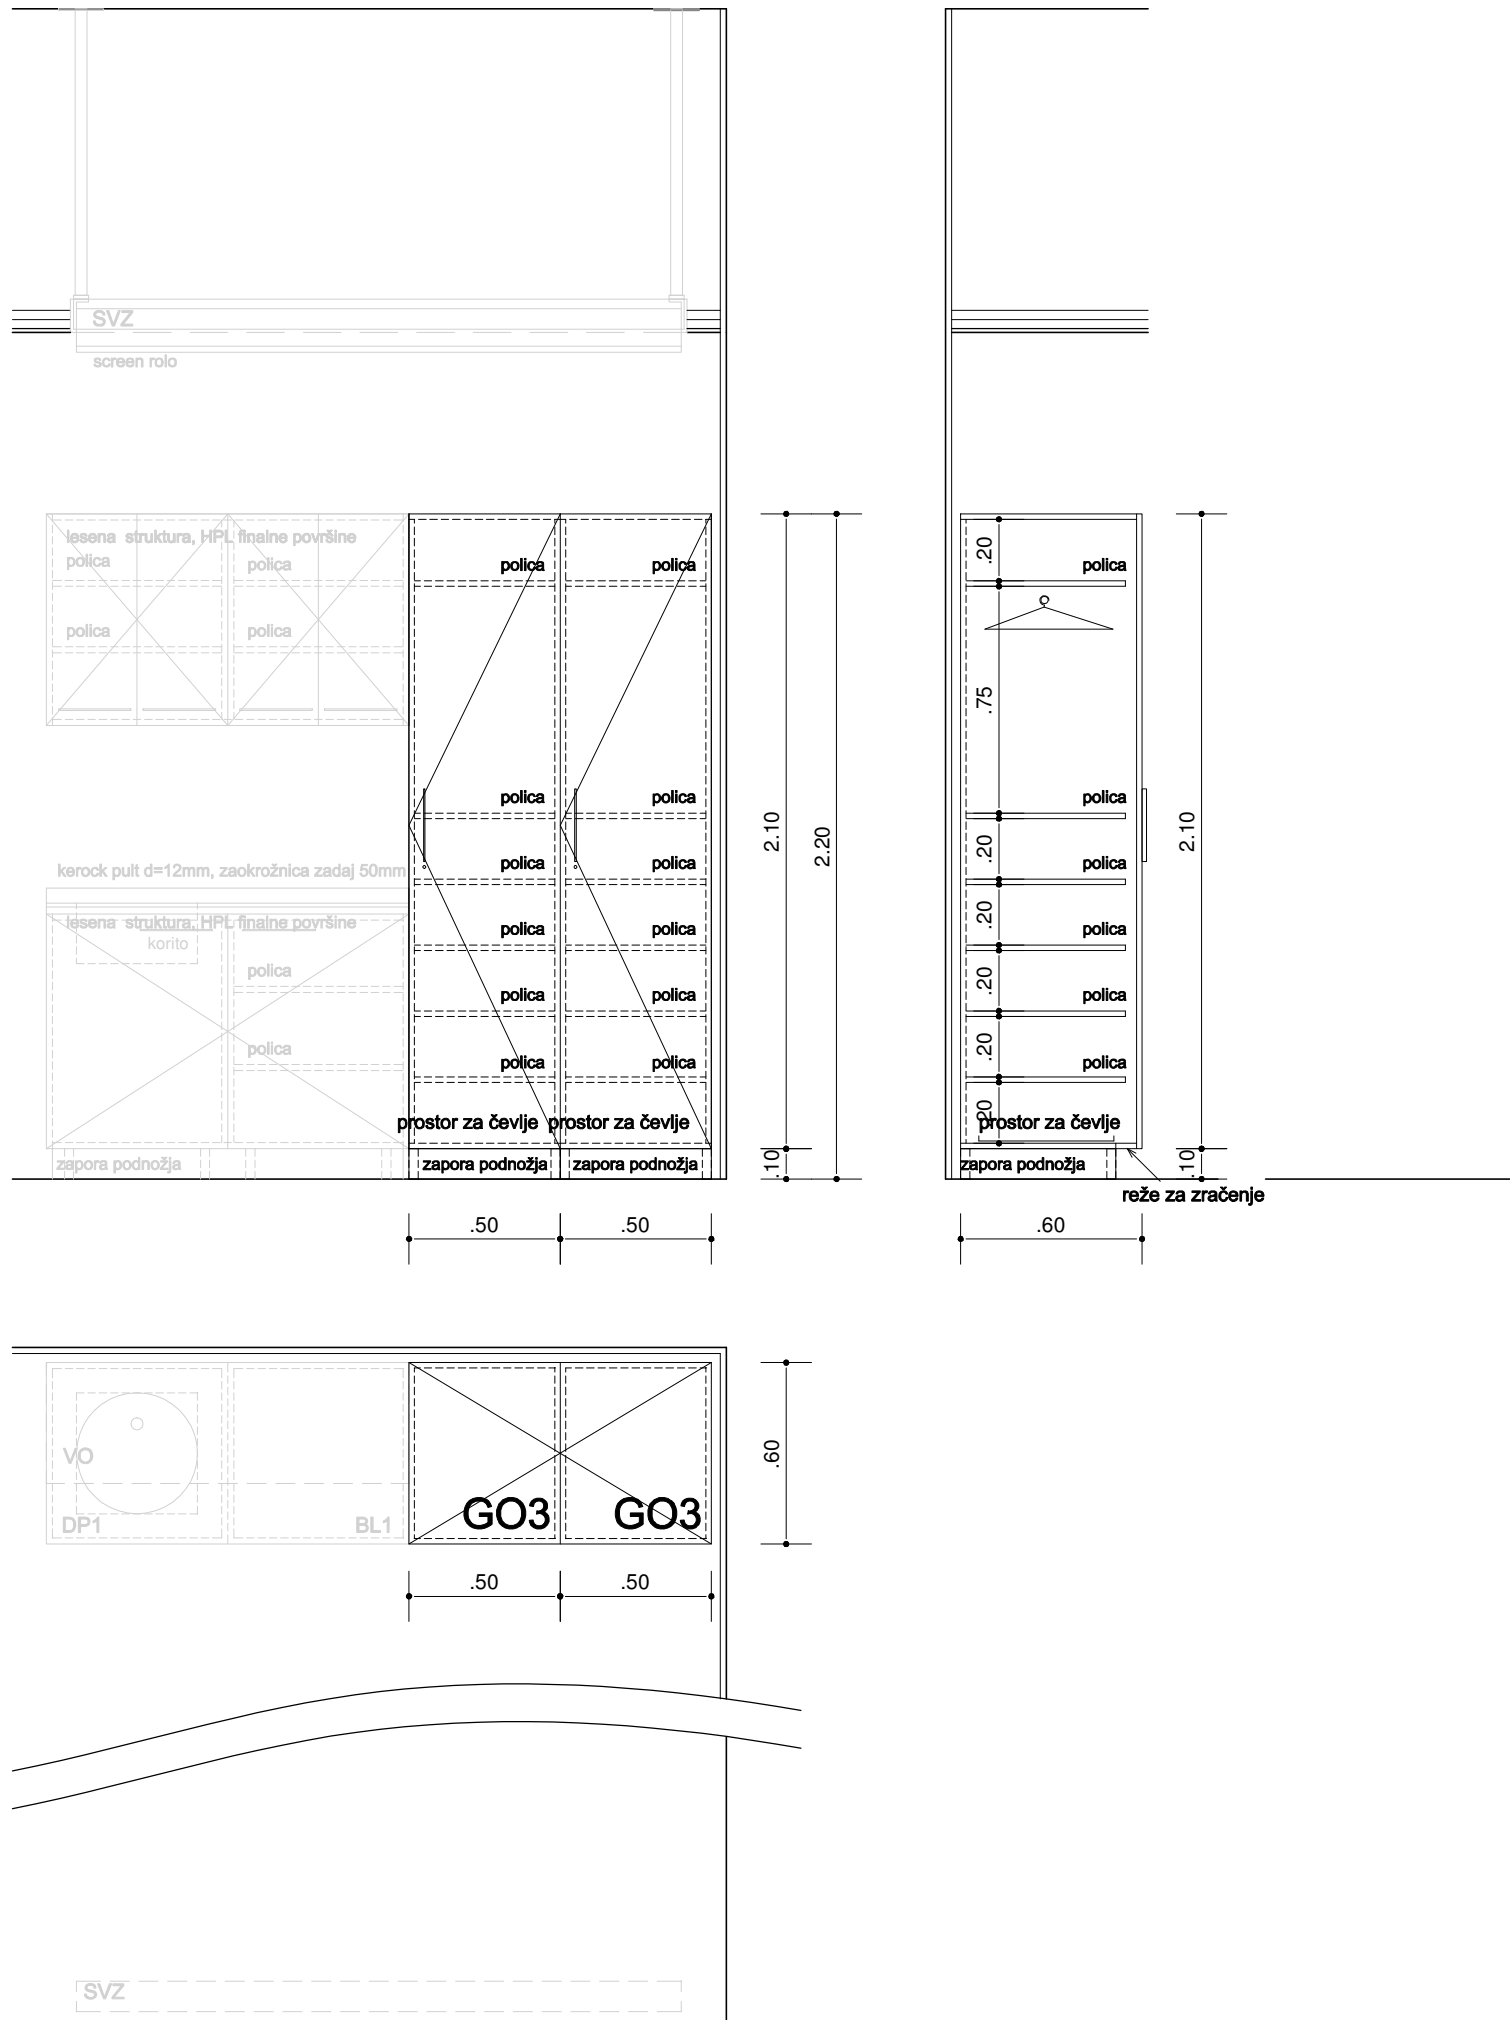 SVZ
screen rolo
lesena struktura, HPL finalne površine
polica
polica
polica
polica
.20
polica
polica
polica
polica
.75
2.10
2.20
2.10
polica
polica
polica
kerock pult d=12mm, zaokrožnica zadaj 50mm
.20
polica
polica
polica
lesena struktura, HPL finalne površine
korito
.20
polica
polica
polica
polica
.20
polica
polica
polica
polica
.20
polica
polica
polica
.20
prostor za čevlje
prostor za čevlje
prostor za čevlje
zapora podnožja
zapora podnožja
zapora podnožja
.10
zapora podnožja
.10
reže za zračenje
.50
.50
.60
VO
.60
DP1
BL1
GO3
GO3
.50
.50
SVZ